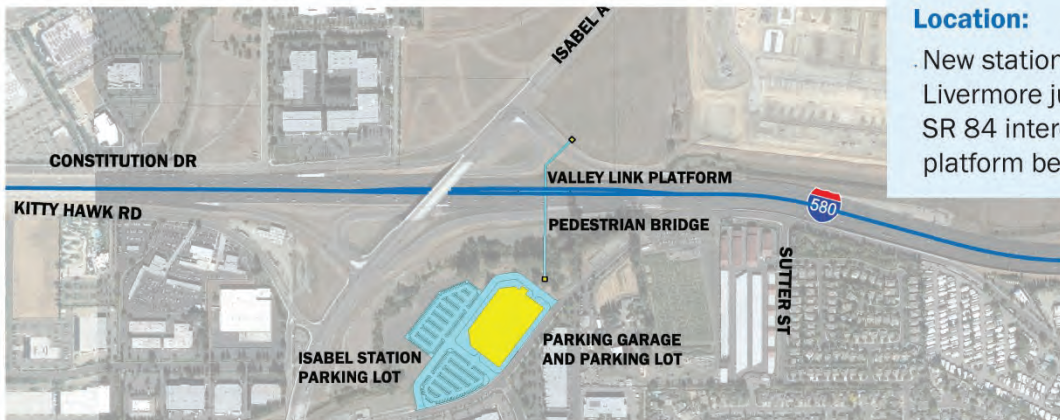 ISABEL A
Location:
New station
Livermore ju
SR 84 inter
platform be
CONSTITUTION DR
VALLEY LINK PLATFORM
KITTY HAWK RD
580
PEDESTRIAN BRIDGE
SUTTER ST
ISABEL STATION
PARKING LOT
PARKING GARAGE
AND PARKING LOT